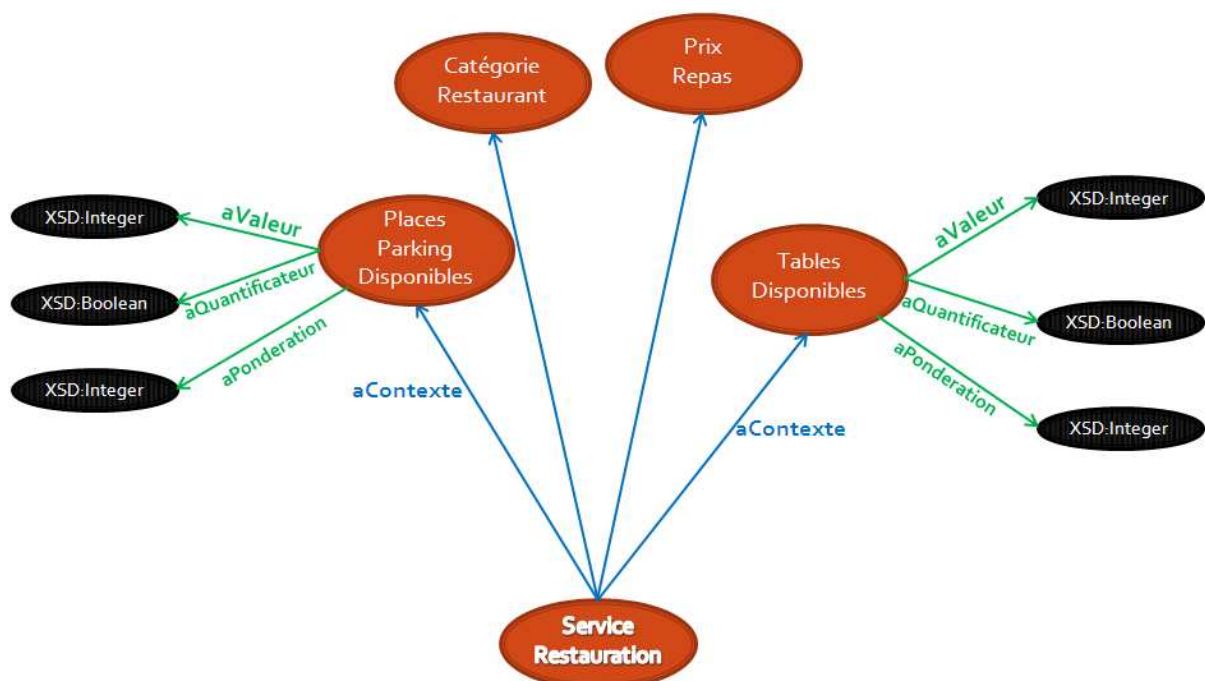 Catégorie
Restaurant
Prix
Repas
XSD:Integer
aValeur
Places
Parking
Disponibles
XSD:Boolean
aQuantificateur
XSD:Integer
aPonderation
Tables
Disponibles
aValeur
XSD:Integer
aQuantificateur
XSD:Boolean
aPonderation
XSD:Integer
aContexte
aContexte
Service
Restauration